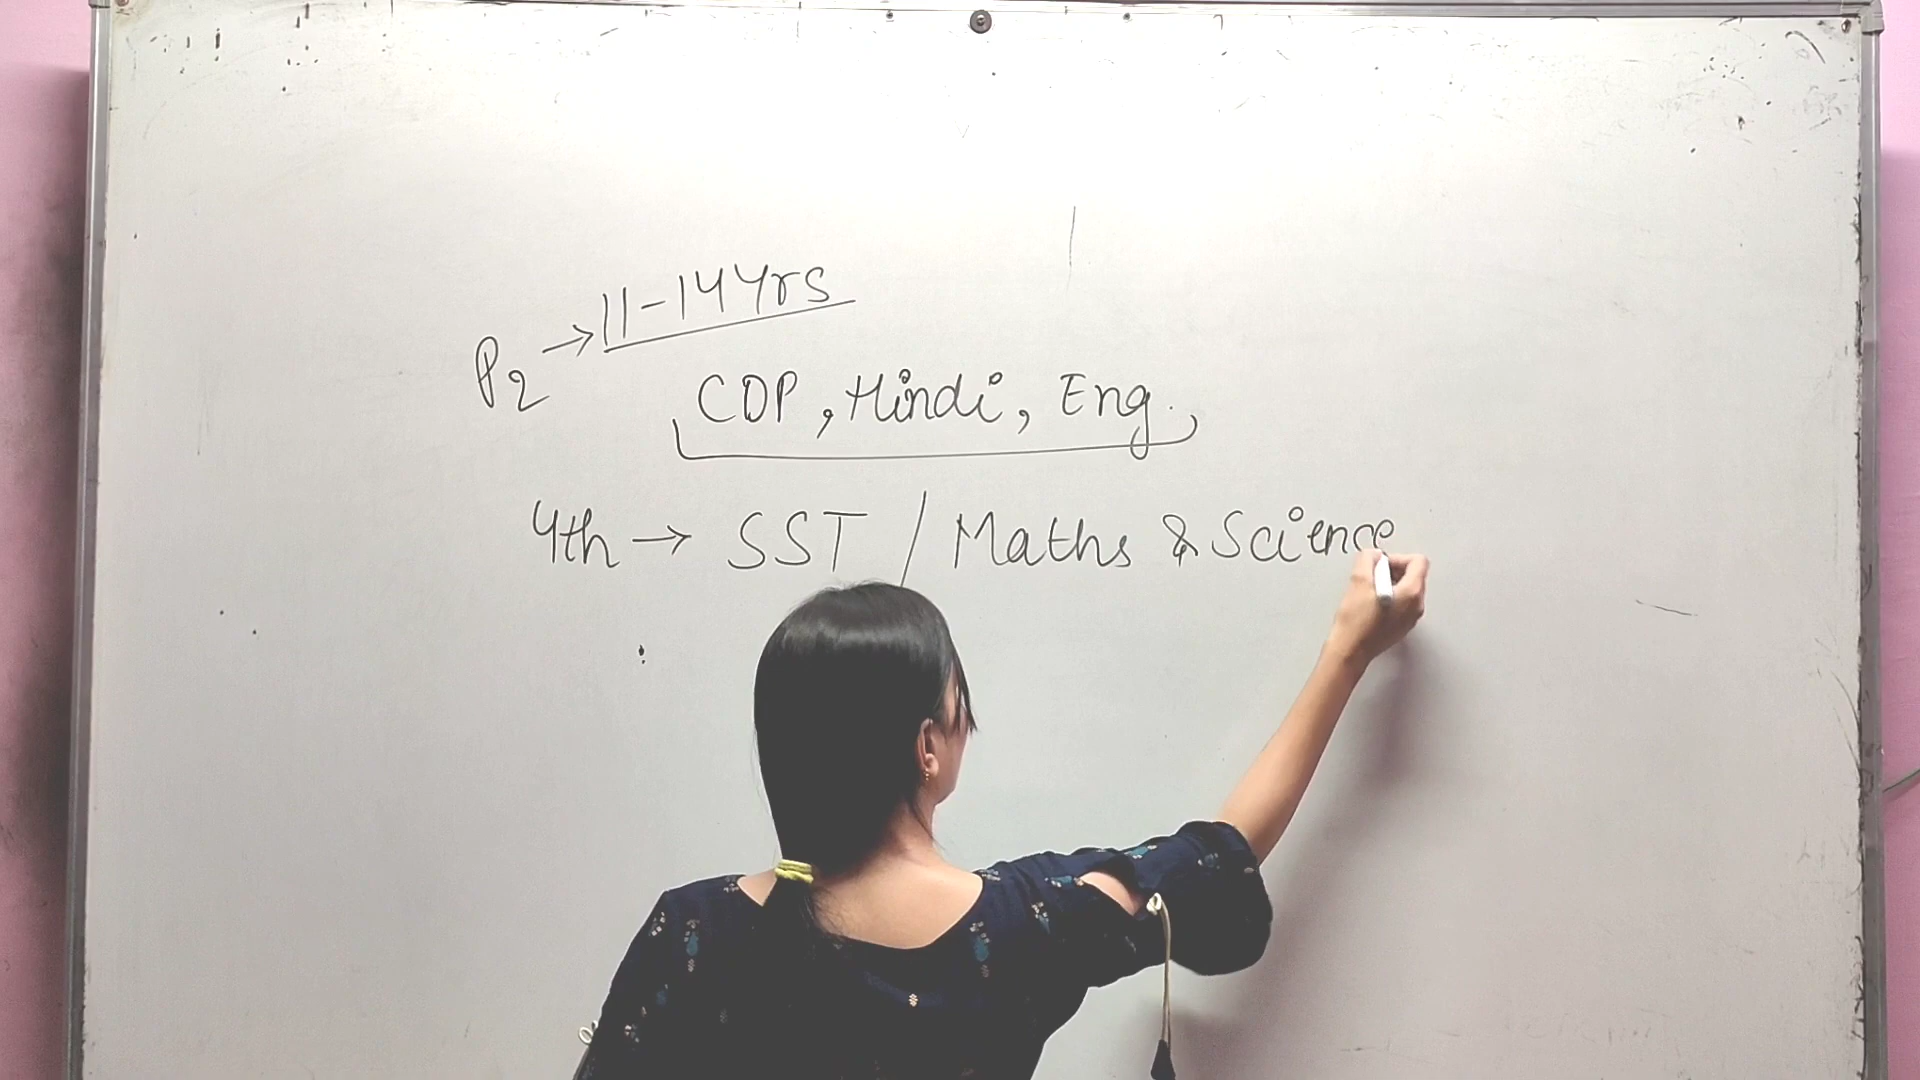 P2 → 11-14 Yrs
CDP, Hindi, Eng.,
4th → SST / Maths & Science